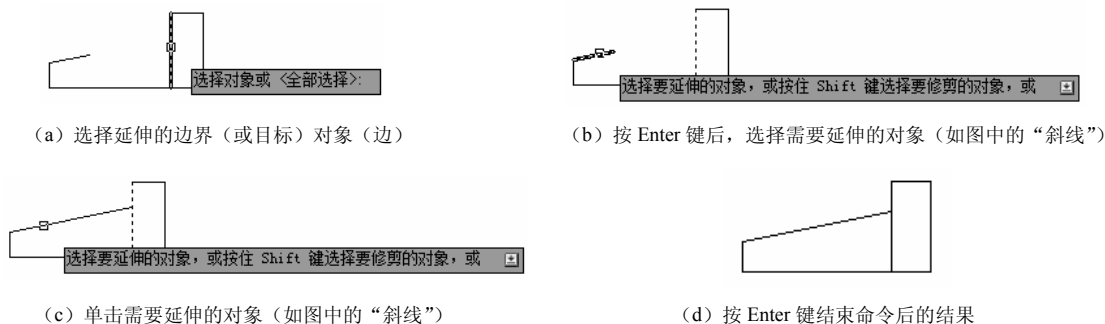 选择对象或 <全部选择>:
选择要延伸的对象，或按住 Shift 键选择要修剪的对象，或
（a）选择延伸的边界（或目标）对象（边）
（b）按 Enter 键后，选择需要延伸的对象（如图中的“斜线”）
选择要延伸的对象，或按住 Shift 键选择要修剪的对象，或
（c）单击需要延伸的对象（如图中的“斜线”）
（d）按 Enter 键结束命令后的结果